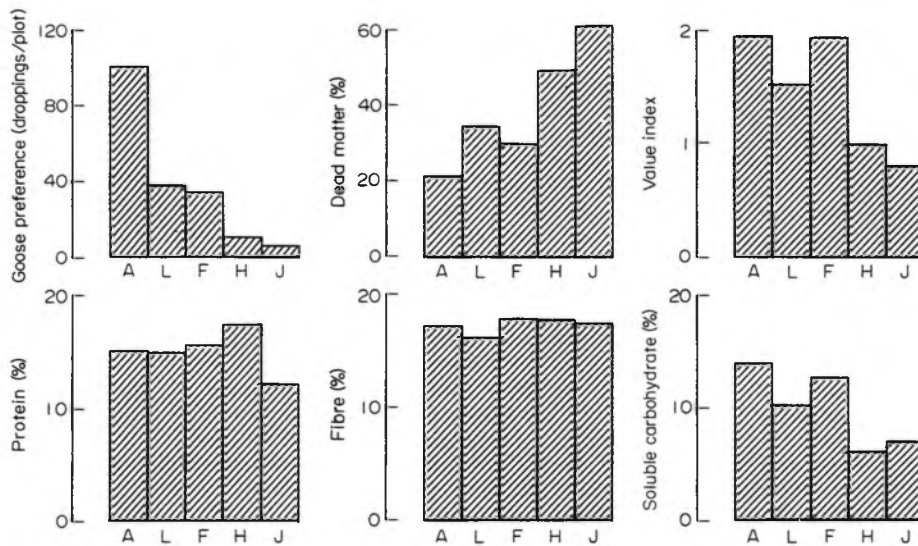 Goose preference (droppings/plot)
120
80
40
0
A L F H J
Dead matter (%)
60
40
20
0
A L F H J
Value index
2
1
0
A L F H J
Protein (%)
20
10
0
A L F H J
Fibre (%)
20
10
0
A L F H J
Soluble carbohydrate (%)
20
10
0
A L F H J